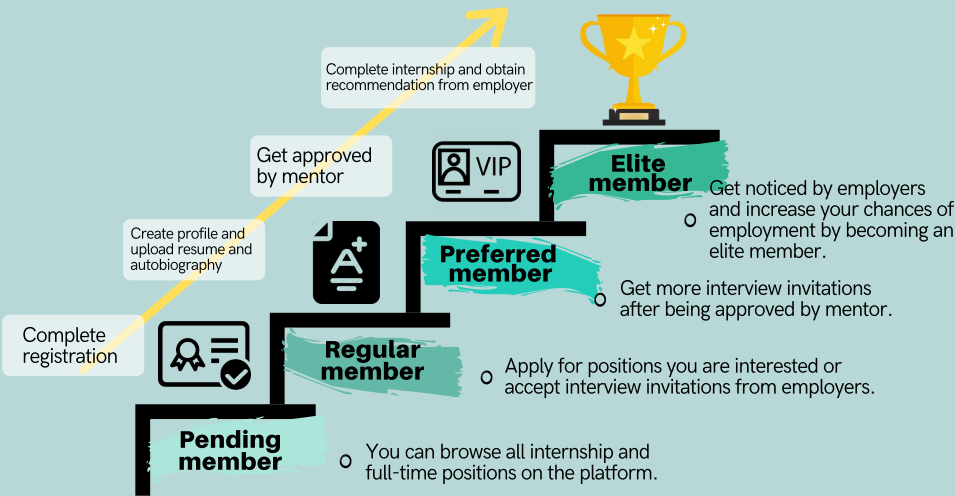 Complete internship and obtain
recommendation from employer
Get approved
by mentor
VIP
Elite
member
Get noticed by employers
and increase your chances of
employment by becoming an
elite member.
Create profile and
upload resume and
autobiography
A+
Preferred
member
Get more interview invitations
after being approved by mentor.
Complete
registration
Regular
member
Apply for positions you are interested or
accept interview invitations from employers.
Pending
member
You can browse all internship and
full-time positions on the platform.